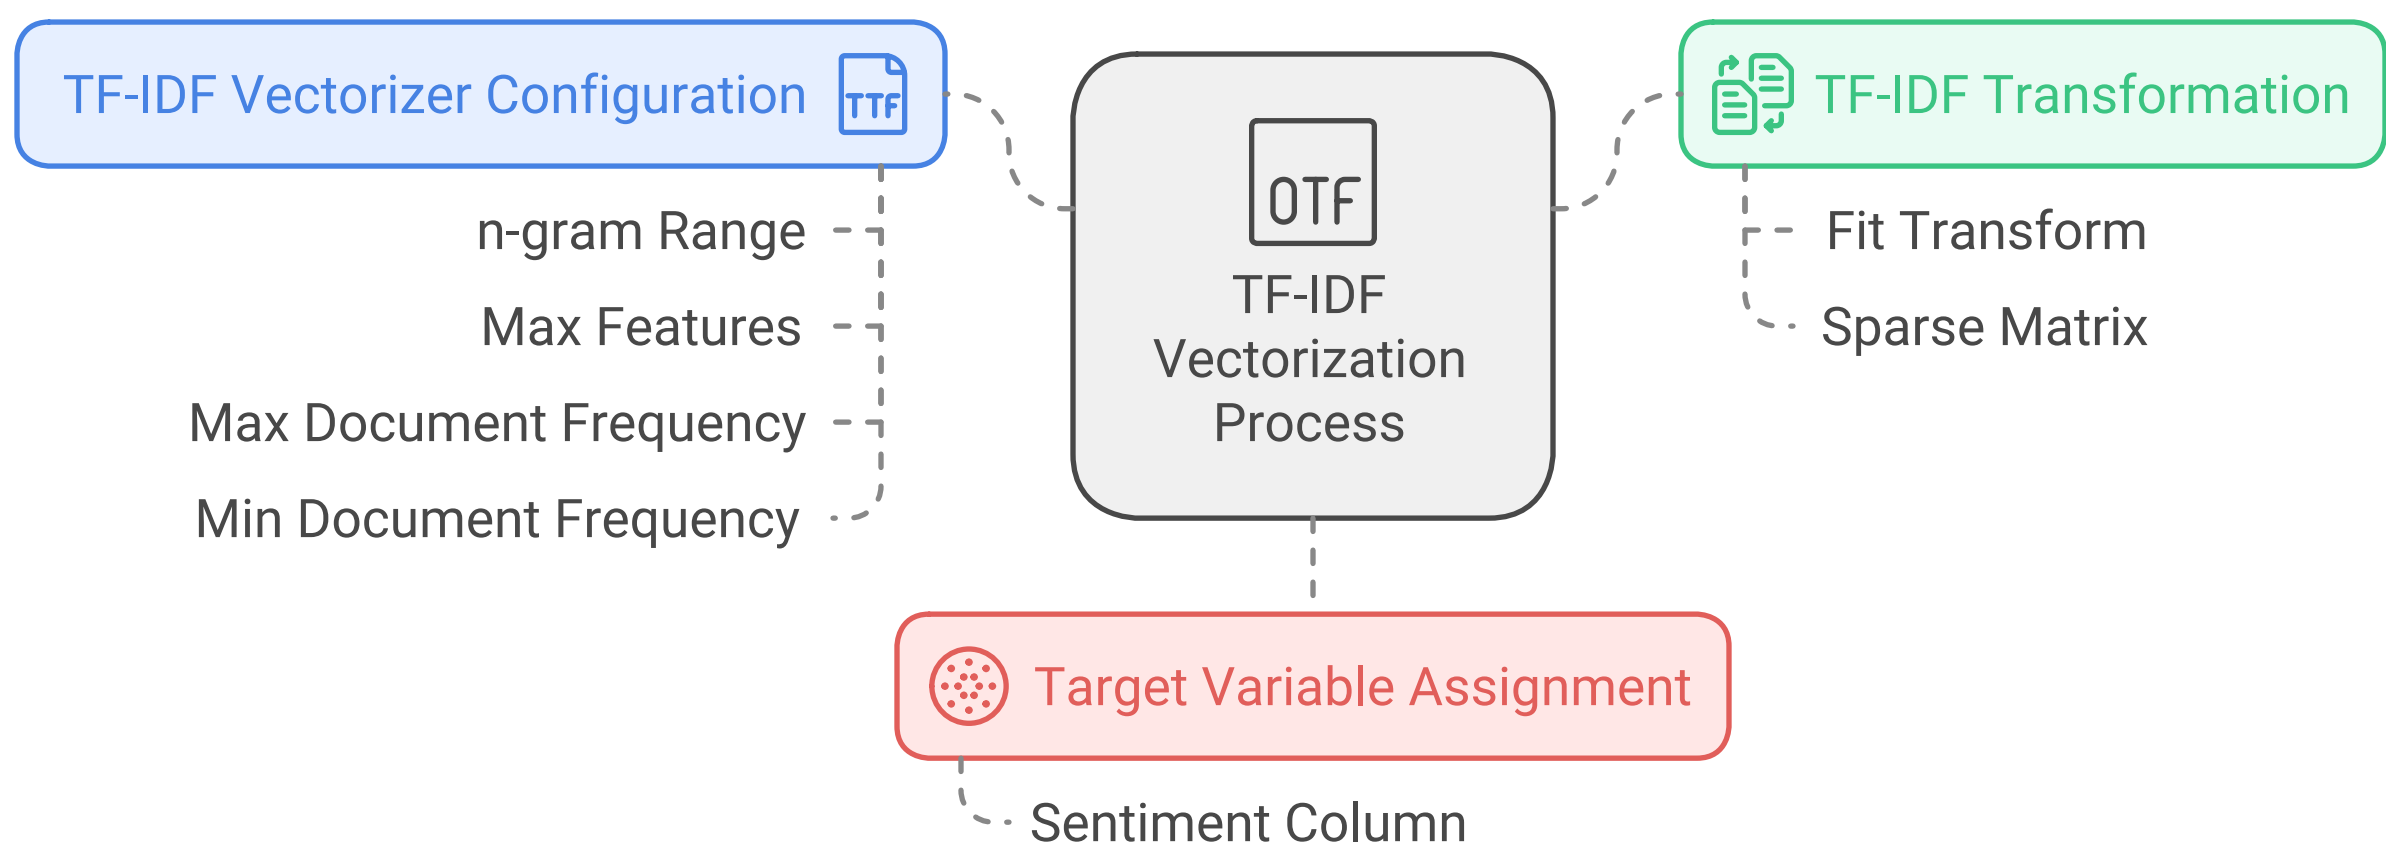 TF-IDF Vectorizer Configuration
TTF
n-gram Range
Max Features
Max Document Frequency
Min Document Frequency
OTF
TF-IDF
Vectorization
Process
TF-IDF Transformation
Fit Transform
Sparse Matrix
Target Variable Assignment
Sentiment Column